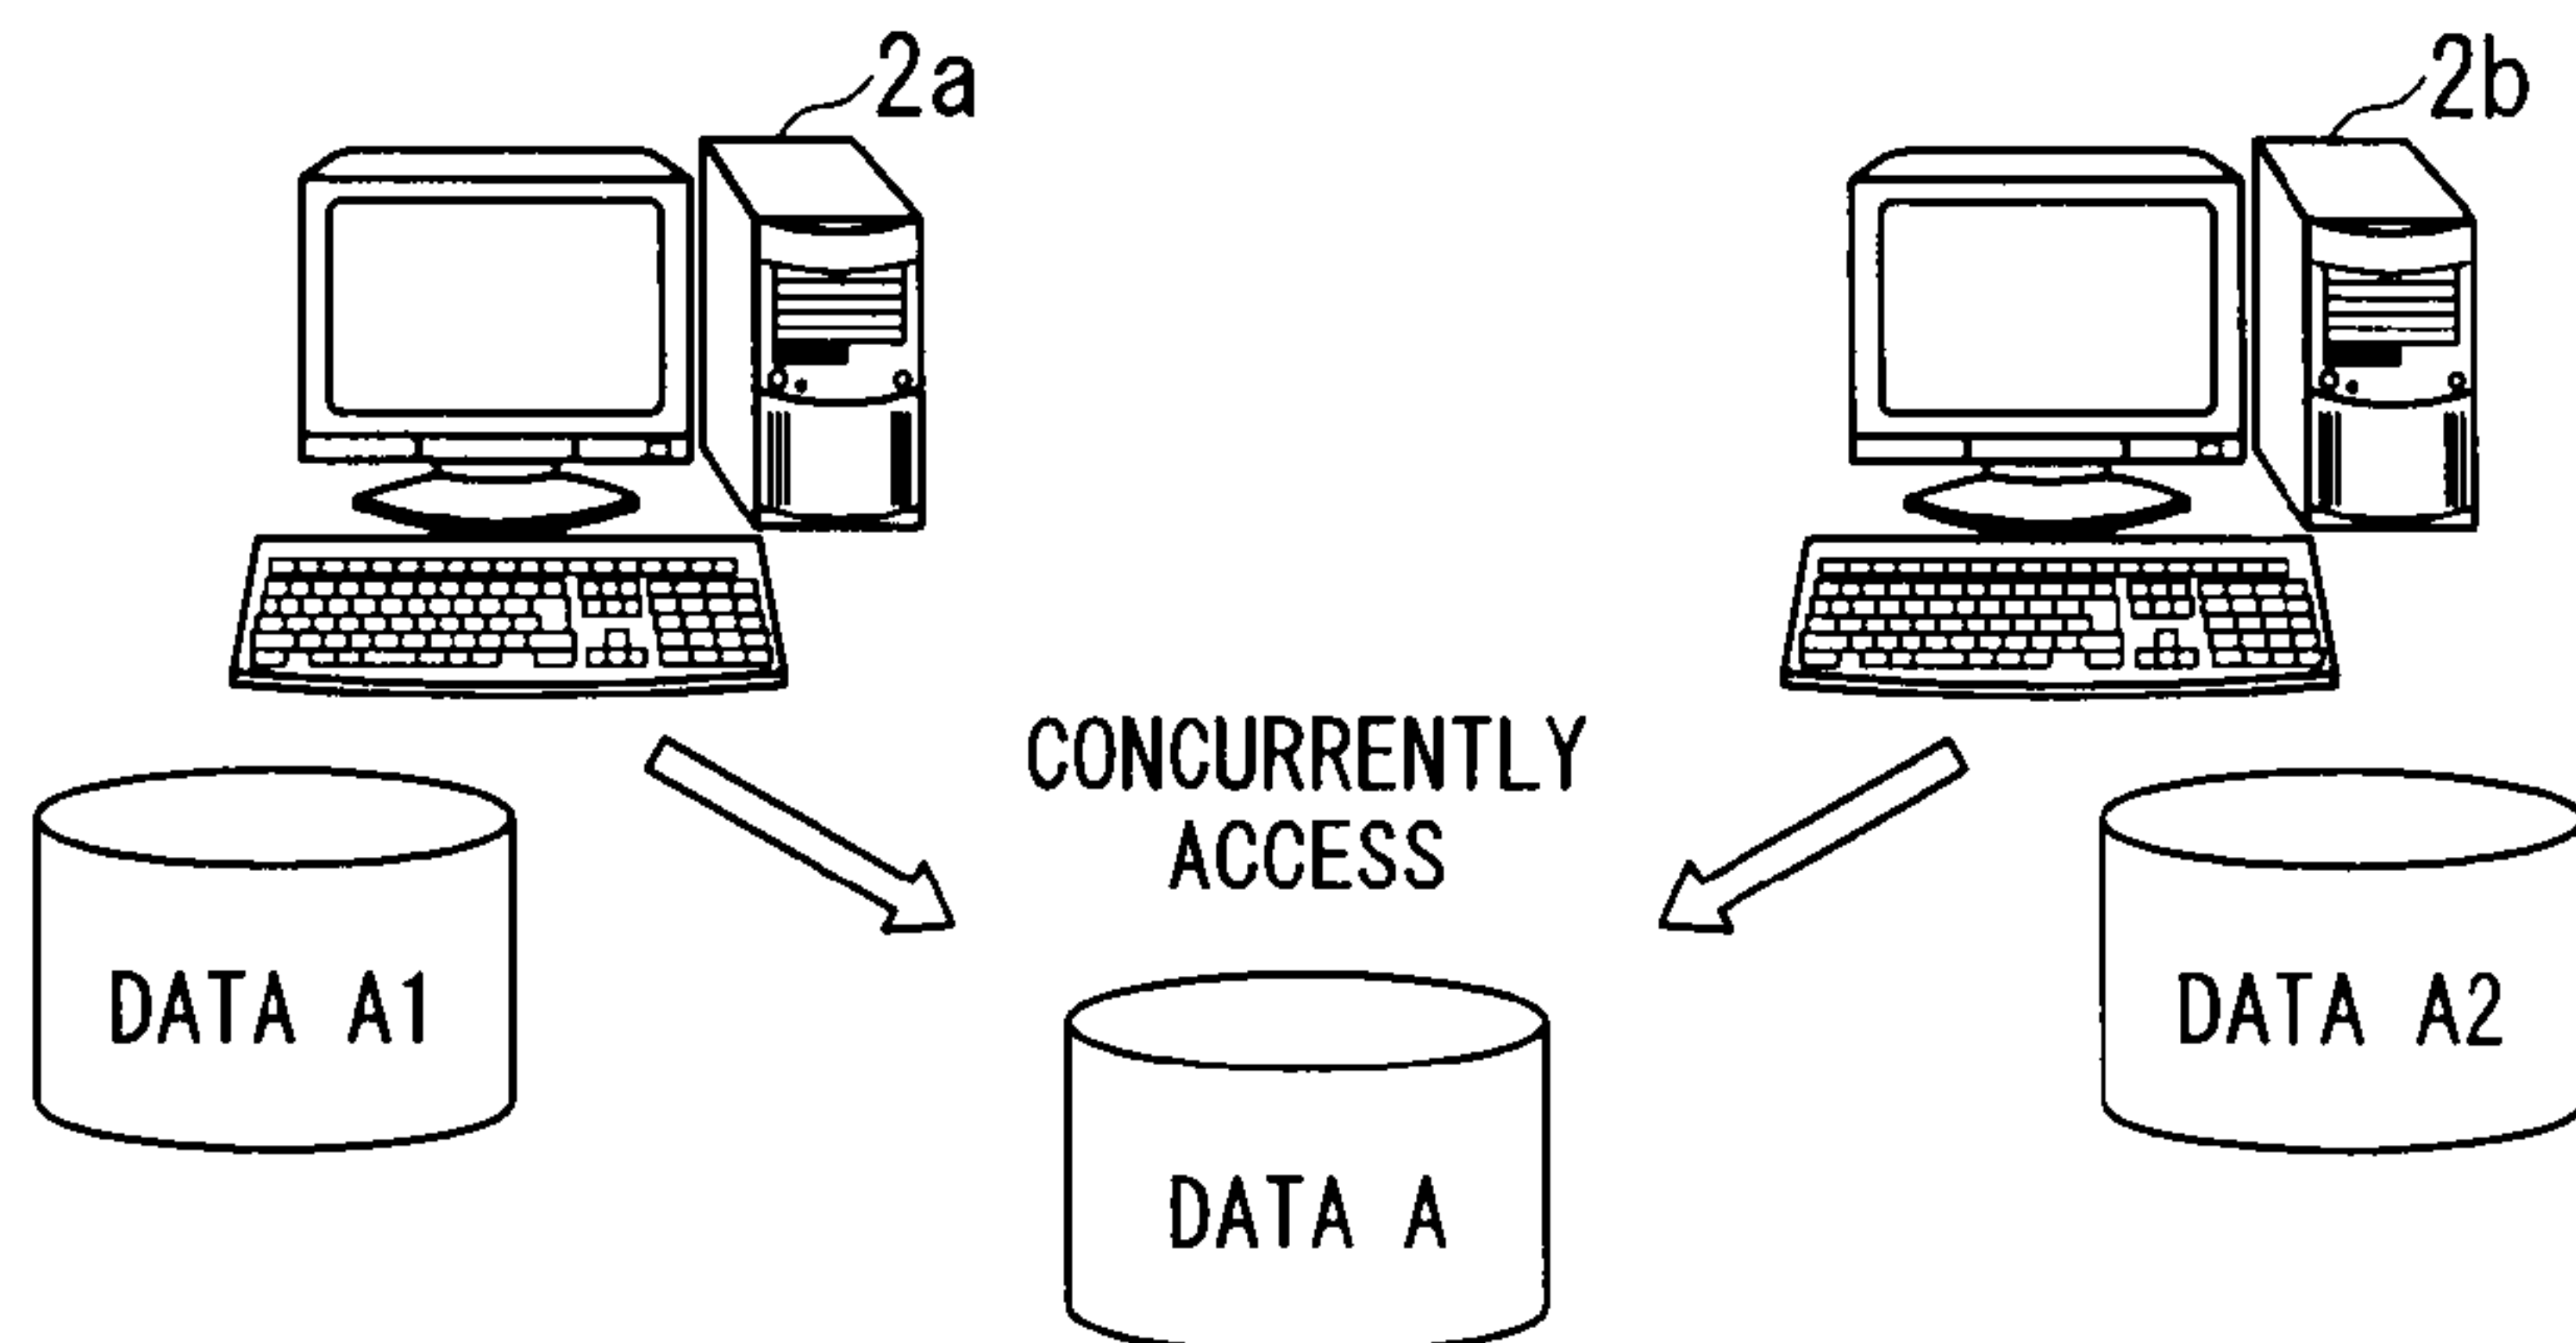 2a
2b
CONCURRENTLY
ACCESS
DATA A1
DATA A2
DATA A